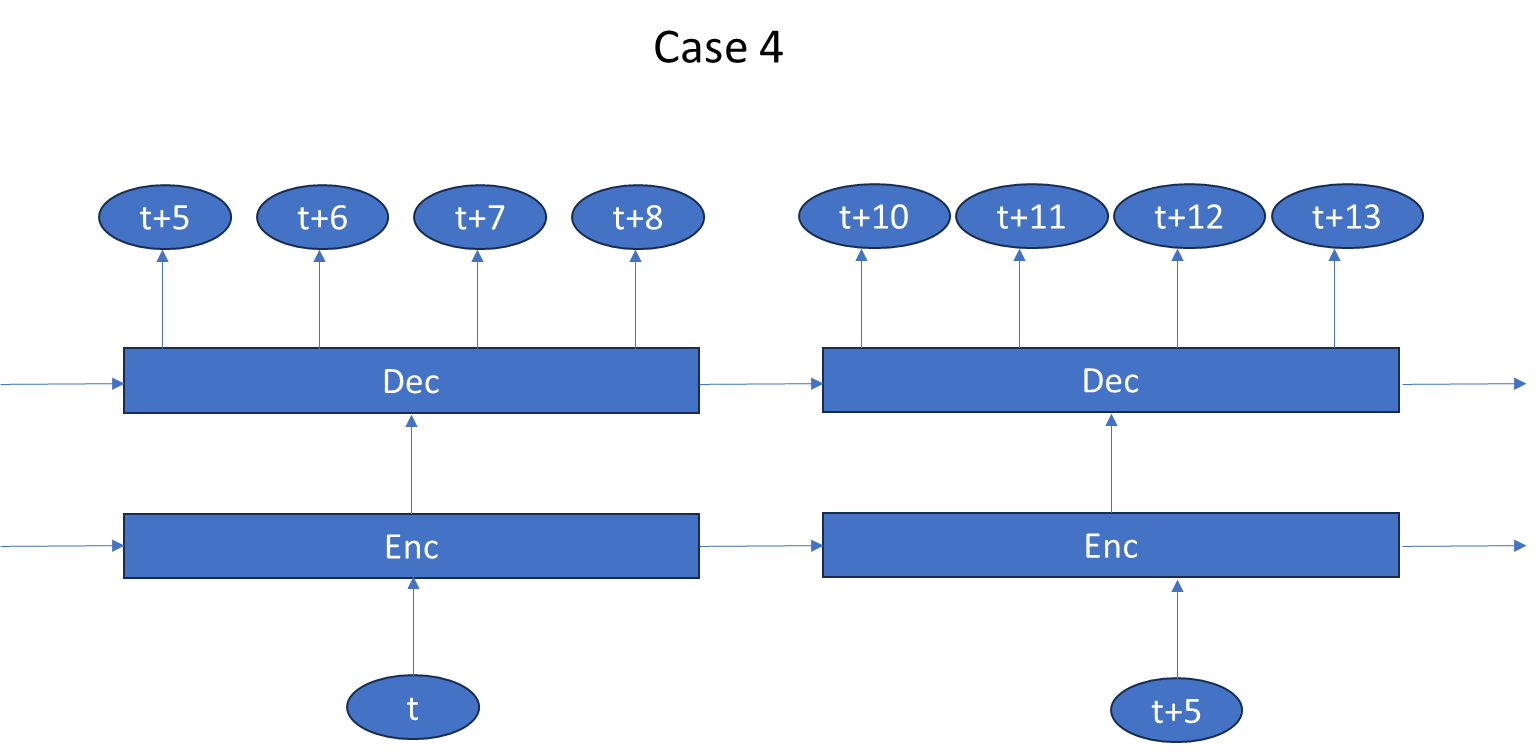 Case 4
t+5 t+6 t+7 t+8 t+10 t+11 t+12 t+13
Dec Dec
Enc Enc
t t+5